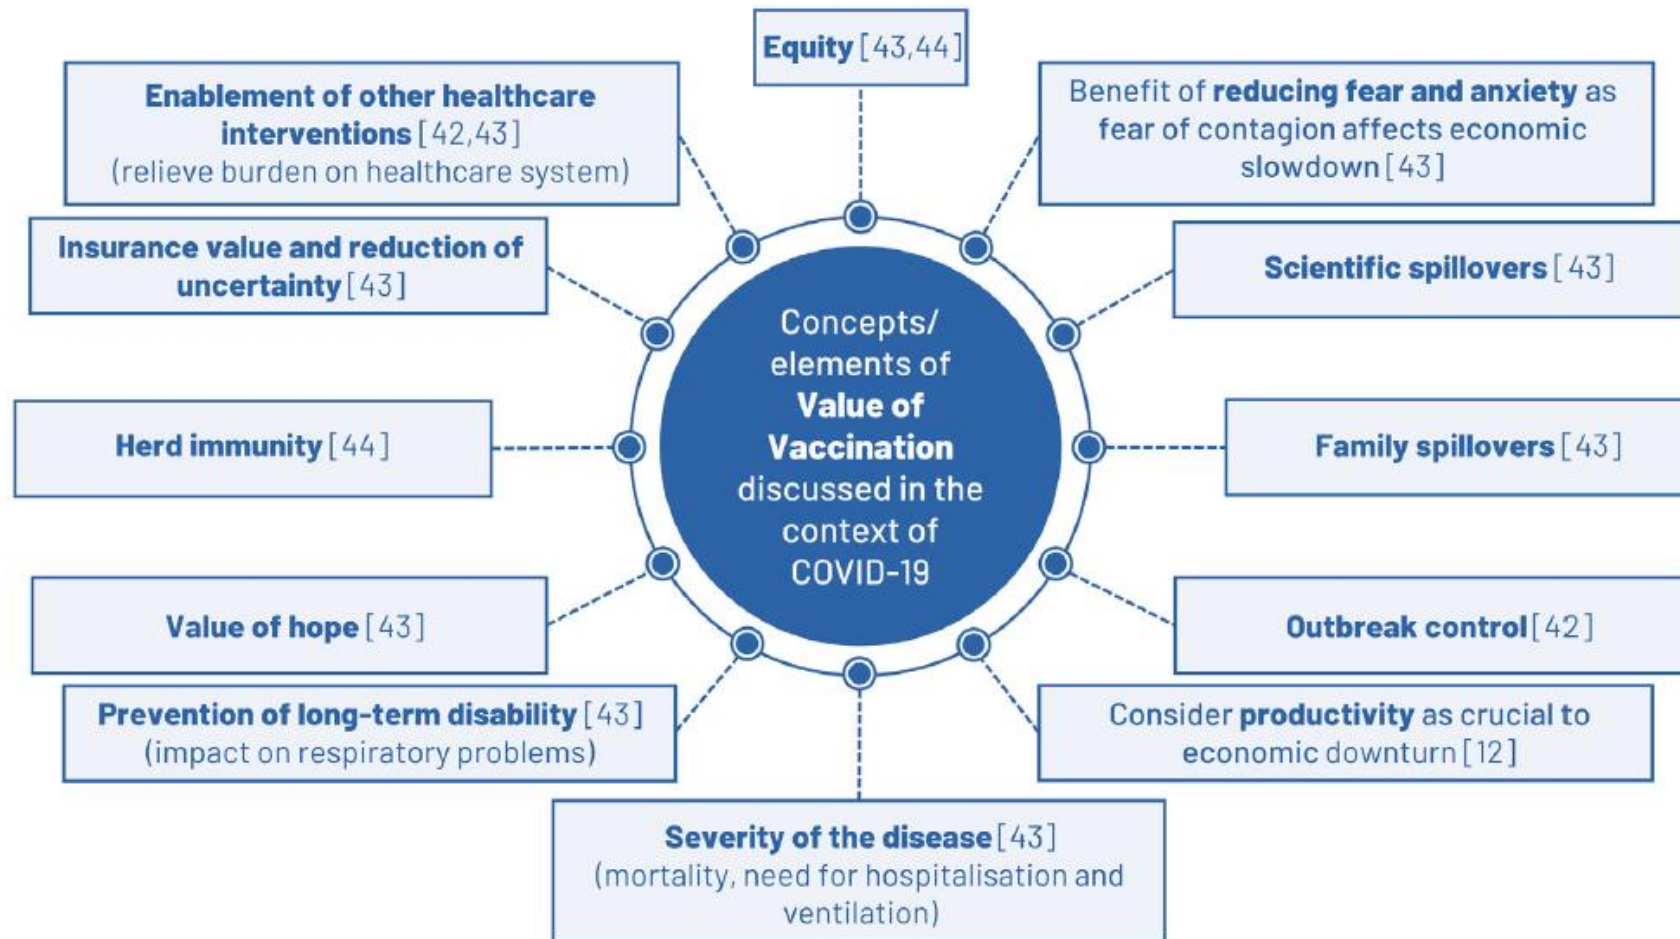 Equity [43,44]
Enablement of other healthcare
interventions [42,43]
(relieve burden on healthcare system)
Benefit of reducing fear and anxiety as
fear of contagion affects economic
slowdown [43]
Insurance value and reduction of
uncertainty [43]
Scientific spillovers [43]
Concepts/
elements of
Value of
Vaccination
discussed in the
context of
COVID-19
Herd immunity [44]
Family spillovers [43]
Value of hope [43]
Outbreak control [42]
Prevention of long-term disability [43]
(impact on respiratory problems)
Consider productivity as crucial to
economic downturn [12]
Severity of the disease [43]
(mortality, need for hospitalisation and
ventilation)